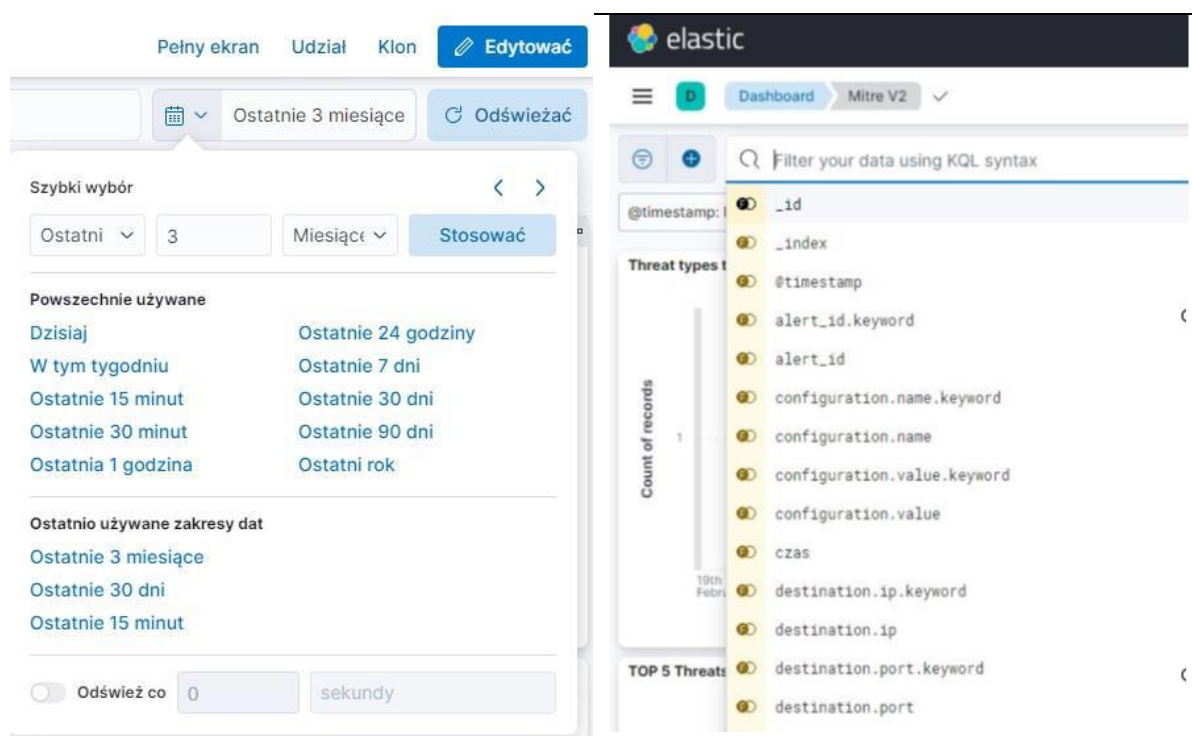 Pełny ekran Udział Klon Edytować
Ostatnie 3 miesiące Odświeżać
Szybki wybór
Ostatni 3 Miesiące Stosować
Powszechnie używane
Dzisiaj Ostatnie 24 godziny
W tym tygodniu Ostatnie 7 dni
Ostatnie 15 minut Ostatnie 30 dni
Ostatnie 30 minut Ostatnie 90 dni
Ostatnia 1 godzina Ostatni rok
Ostatnio używane zakresy dat
Ostatnie 3 miesiące
Ostatnie 30 dni
Ostatnie 15 minut
Odśwież co 0 sekundy
elastic
D Dashboard Mitre V2
Filter your data using KQL syntax
@timestamp:
_id
_index
@timestamp
alert_id.keyword
alert_id
configuration.name.keyword
configuration.name
configuration.value.keyword
configuration.value
czas
destination.ip.keyword
destination.ip
destination.port.keyword
destination.port
Threat types
Count of records
1
19th
TOP 5 Threats